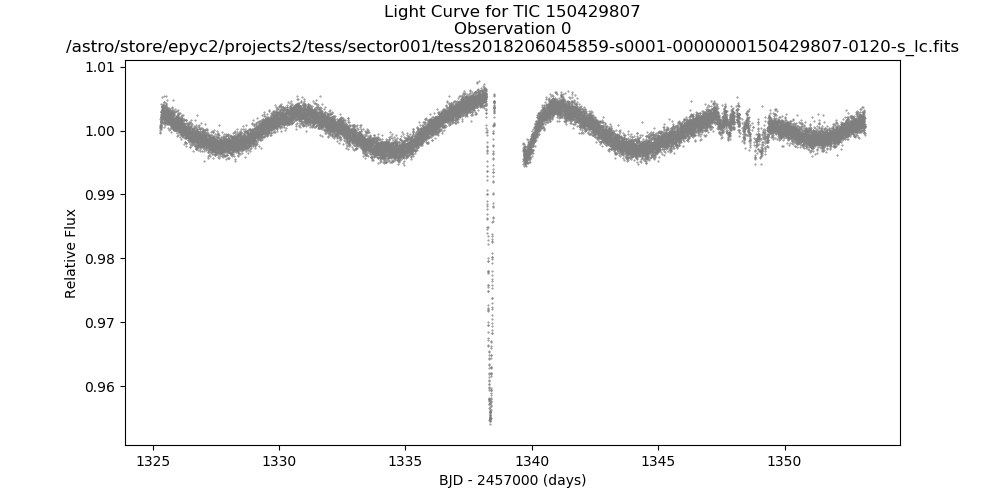 Light Curve for TIC 150429807
Observation 0
/astro/store/epyc2/projects2/tess/sector001/tess2018206045859-s0001-0000000150429807-0120-s_lc.fits
1.01
1.00
0.99
0.98
0.97
0.96
Relative Flux
1325
1330
1335
1340
1345
1350
BJD - 2457000 (days)